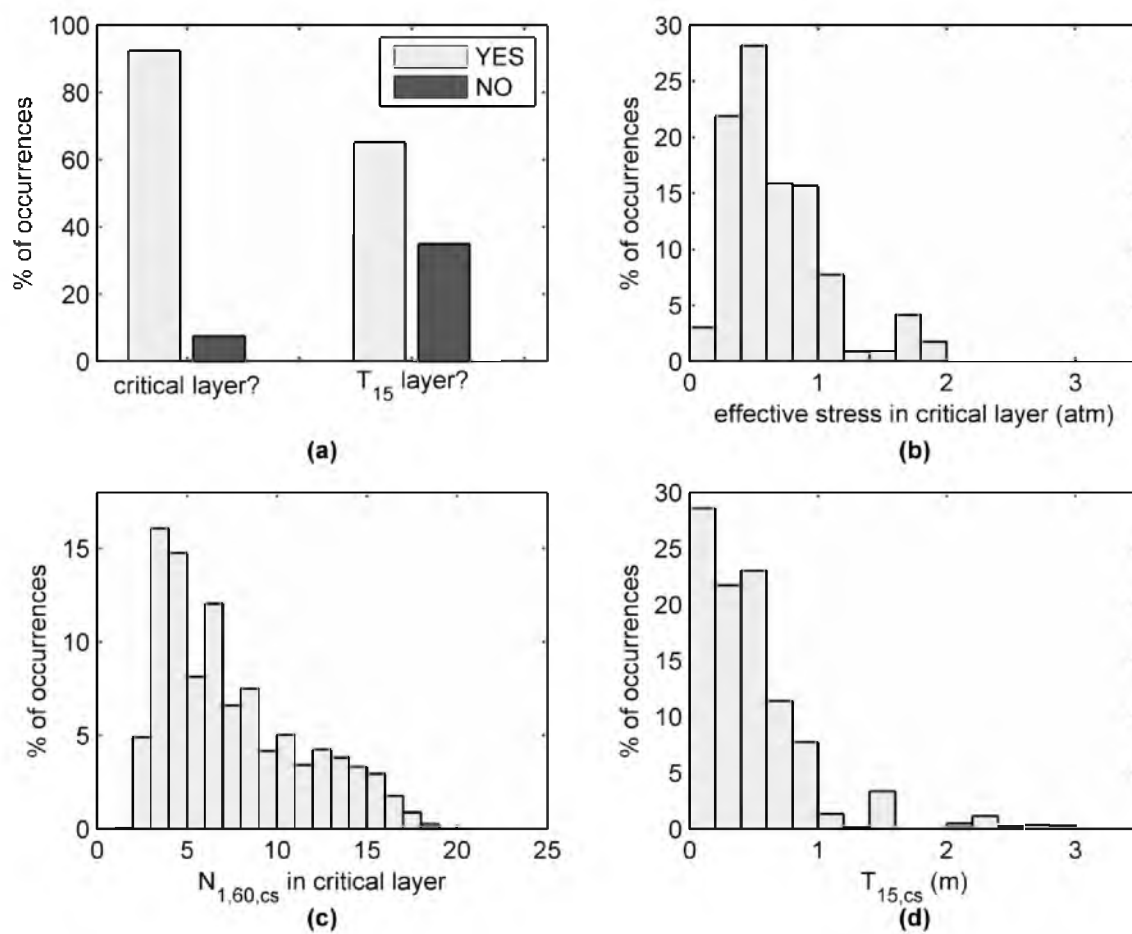 100
80
60
40
20
0
% of occurrences
YES
NO
critical layer?
T15 layer?
(a)
30
25
20
15
10
5
0
% of occurrences
0 1 2 3
effective stress in critical layer (atm)
(b)
15
10
5
0
% of occurrences
0 5 10 15 20 25
N1,60,cs in critical layer
(c)
30
25
20
15
10
5
0
% of occurrences
0 1 2 3
T15,cs (m)
(d)